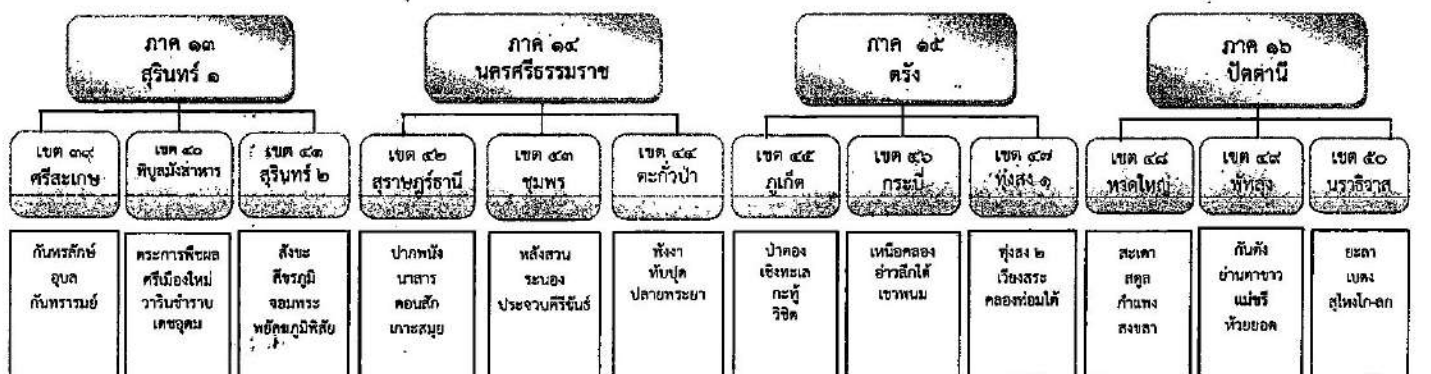 ภาค ๑๓
สุรินทร์ ๑
ภาค ๑๔
นครศรีธรรมราช
ภาค ๑๕
ตรัง
ภาค ๑๖
ปัตตานี
เขต ๓๙
ศรีสะเกษ
เขต ๔๐
พิบูลมังสาหาร
เขต ๔๑
สุรินทร์ ๒
เขต ๔๒
สุราษฎร์ธานี
เขต ๔๓
ชุมพร
เขต ๔๔
ตะกั่วป่า
เขต ๔๕
ภูเก็ต
เขต ๔๖
กระบี่
เขต ๔๗
ทุ่งสง ๑
เขต ๔๘
หาดใหญ่
เขต ๔๙
พัทลุง
เขต ๕๐
นราธิวาส
กันทรลักษ์
อุบล
กันทรารมย์
ตระการพืชผล
ศรีเมืองใหม่
วารินชำราบ
เดชอุดม
สังขะ
ศีขรภูมิ
จอมพระ
พยัคฆภูมิพิสัย
ปากพนัง
นาสาร
ดอนสัก
เกาะสมุย
หลังสวน
ระนอง
ประจวบคีรีขันธ์
พังงา
ทับปุด
ปลายพระยา
ป่าตอง
เชิงทะเล
กะทู้
วิชิต
เหนือคลอง
อ่าวลึกใต้
เขาพนม
ทุ่งสง ๒
เวียงสระ
คลองท่อมใต้
สะเดา
สตูล
กำแพง
สงขลา
กันตัง
ย่านตาขาว
แม่ขรี
ห้วยยอด
ยะลา
เบตง
สุไหงโก-ลก